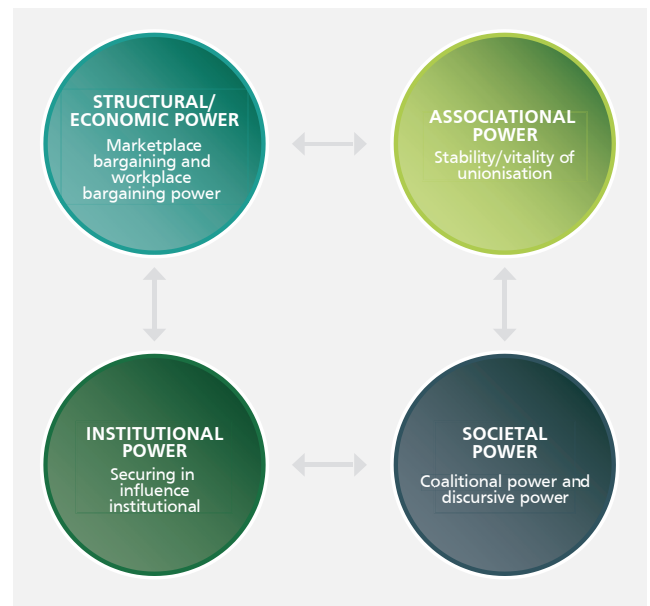 STRUCTURAL/
ECONOMIC POWER
Marketplace
bargaining and
workplace
bargaining power
ASSOCIATIONAL
POWER
Stability/vitality of
unionisation
INSTITUTIONAL
POWER
Securing in
influence
institutional
SOCIETAL
POWER
Coalitional power and
discursive power